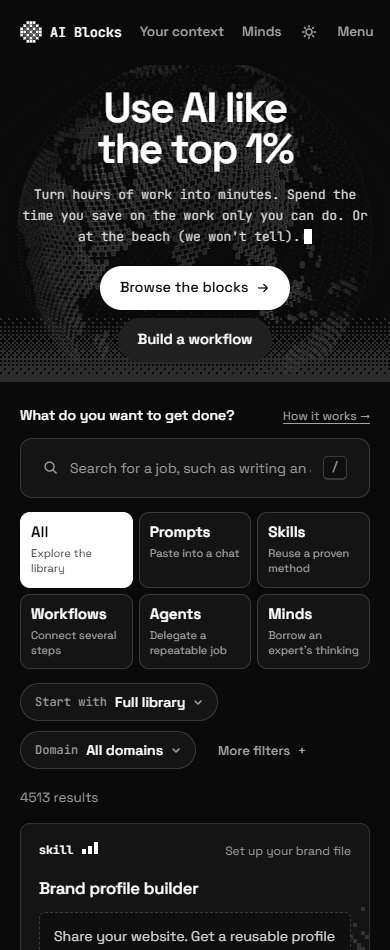 AI Blocks
Your context
Minds
Menu
Use AI like
the top 1%
Turn hours of work into minutes. Spend the
time you save on the work only you can do. Or
at the beach (we won't tell).
Browse the blocks →
Build a workflow
What do you want to get done?
How it works →
Search for a job, such as writing an
/
All
Explore the
library
Prompts
Paste into a chat
Skills
Reuse a proven
method
Workflows
Connect several
steps
Agents
Delegate a
repeatable job
Minds
Borrow an
expert's thinking
Start with Full library
Domain All domains
More filters +
4513 results
skill
Set up your brand file
Brand profile builder
Share your website. Get a reusable profile